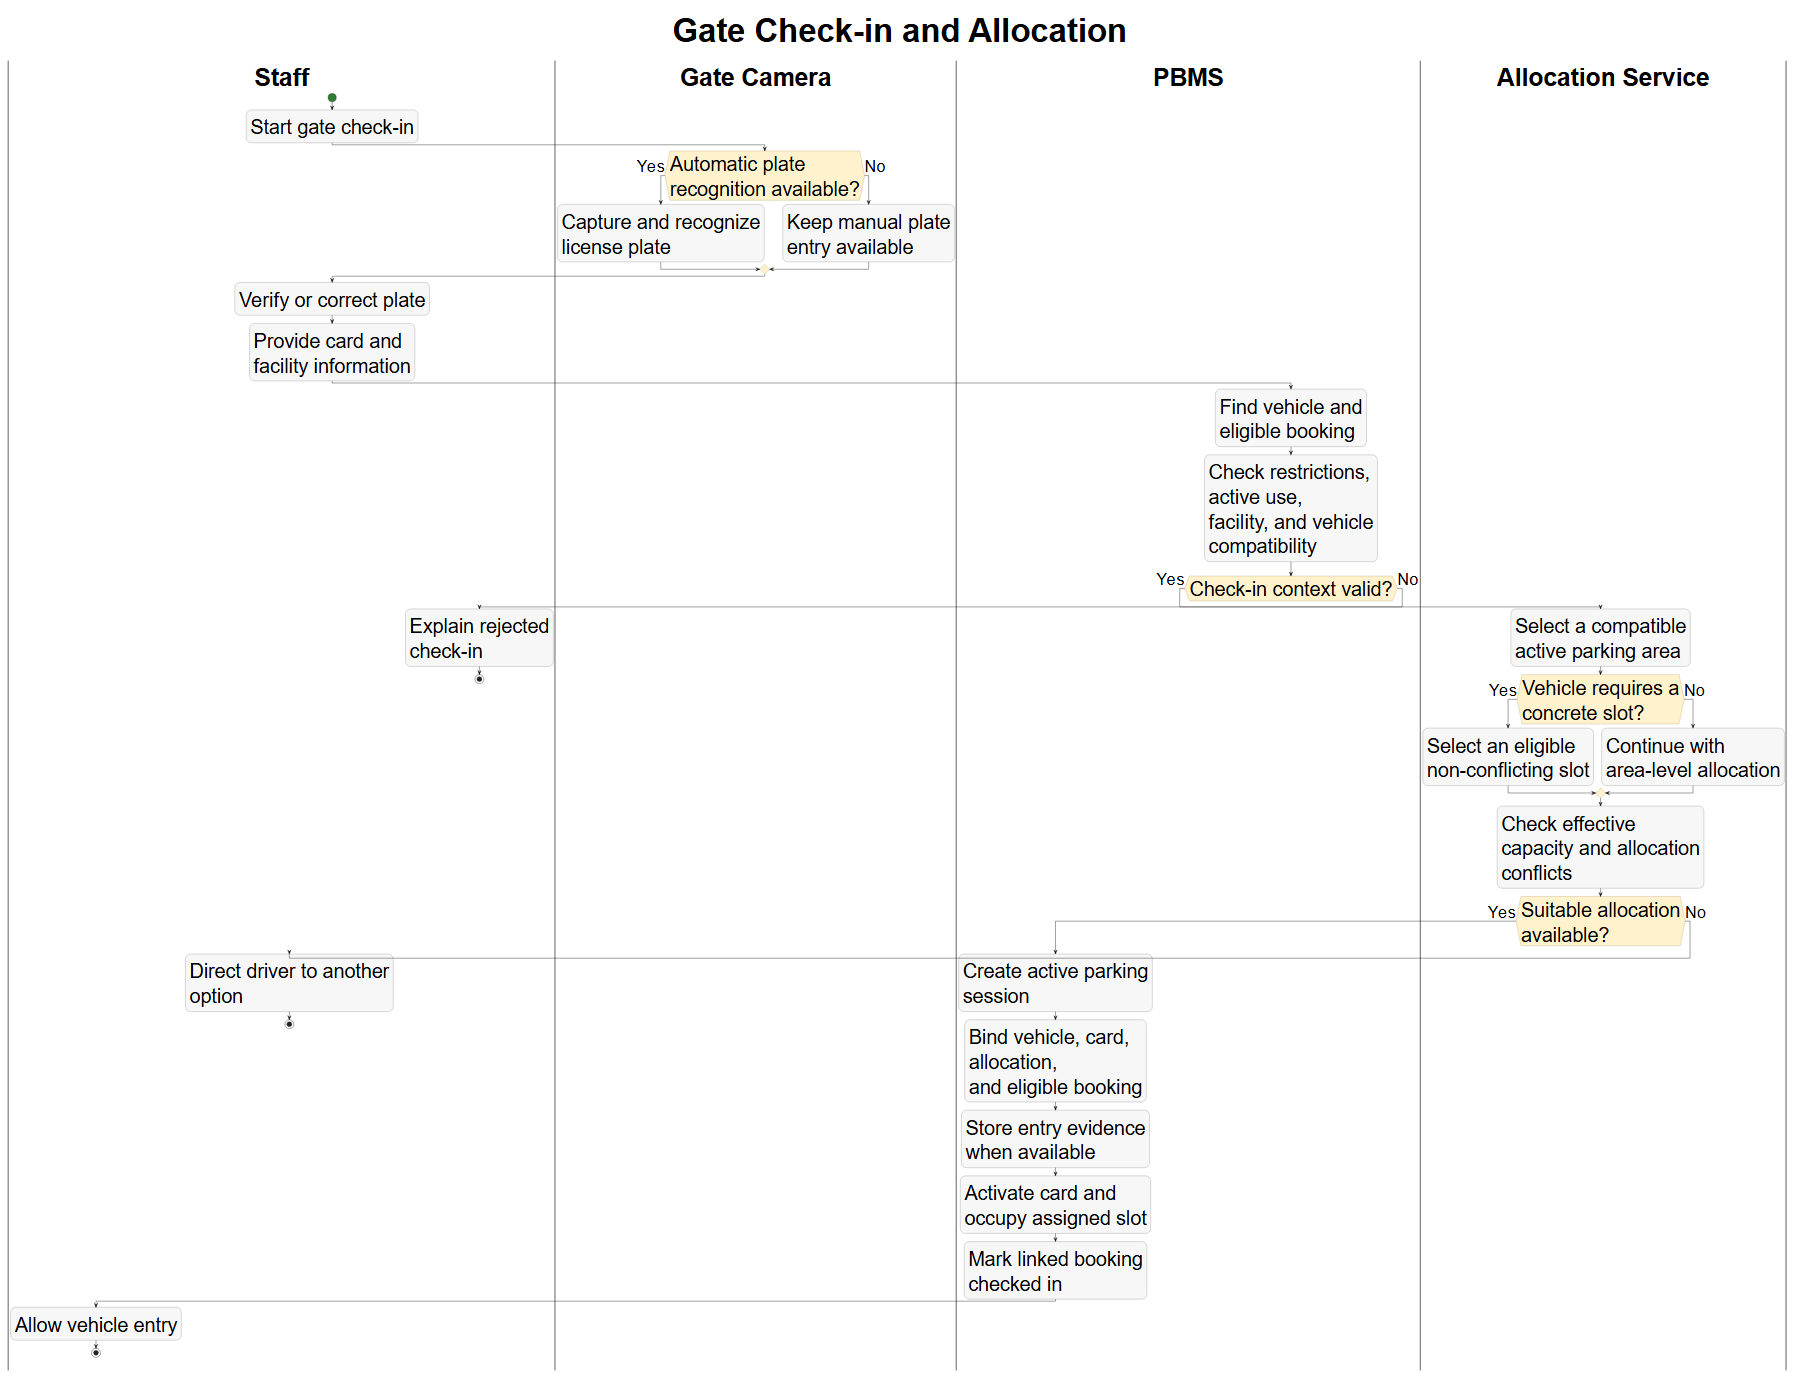 Gate Check-in and Allocation
Staff
Gate Camera
PBMS
Allocation Service
Start gate check-in
Yes
Automatic plate
recognition available?
No
Capture and recognize
license plate
Keep manual plate
entry available
Verify or correct plate
Provide card and
facility information
Find vehicle and
eligible booking
Check restrictions,
active use,
facility, and vehicle
compatibility
Yes
Check-in context valid?
No
Explain rejected
check-in
Select a compatible
active parking area
Yes
Vehicle requires a
concrete slot?
No
Select an eligible
non-conflicting slot
Continue with
area-level allocation
Check effective
capacity and allocation
conflicts
Yes
Suitable allocation
available?
No
Direct driver to another
option
Create active parking
session
Bind vehicle, card,
allocation,
and eligible booking
Store entry evidence
when available
Activate card and
occupy assigned slot
Mark linked booking
checked in
Allow vehicle entry